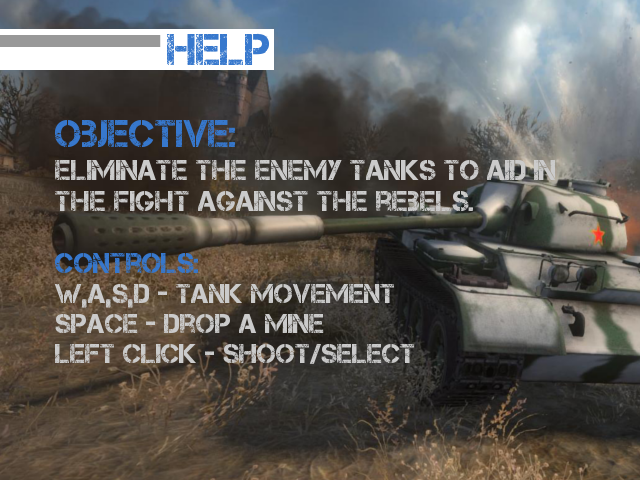 HELP
OBJECTIVE:
ELIMINATE THE ENEMY TANKS TO AID IN
THE FIGHT AGAINST THE REBELS.
CONTROLS:
W,A,S,D - TANK MOVEMENT
SPACE - DROP A MINE
LEFT CLICK - SHOOT/SELECT